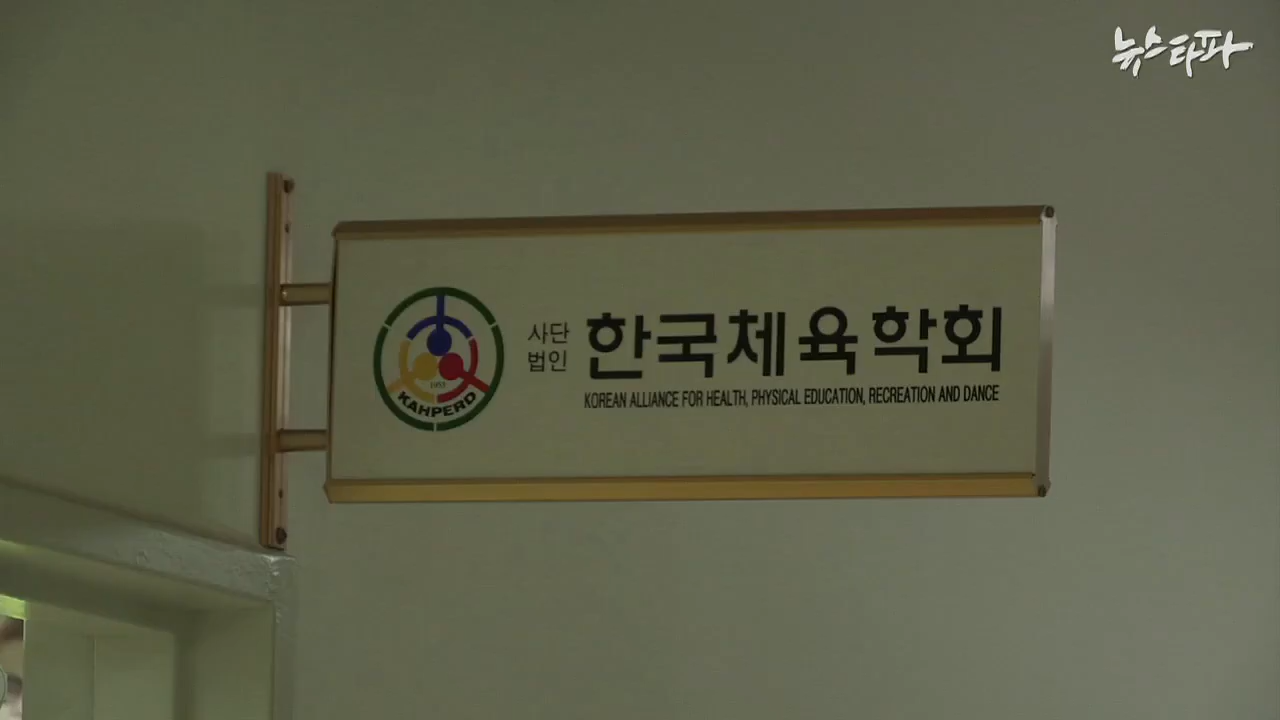 뉴스타파
사단
법인
한국체육학회
KOREAN ALLIANCE FOR HEALTH, PHYSICAL EDUCATION, RECREATION AND DANCE
1953
KAHPERD